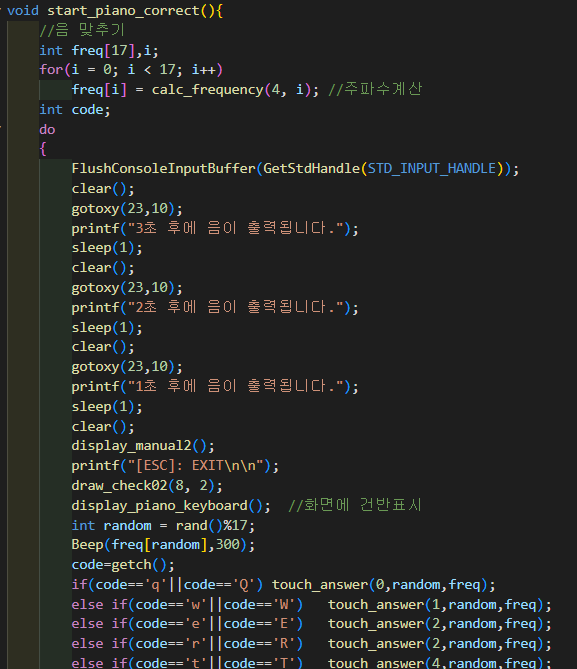 void start_piano_correct(){
//음 맞추기
int freq[17],i;
for(i = 0; i < 17; i++)
freq[i] = calc_frequency(4, i); //주파수계산
int code;
do
{
FlushConsoleInputBuffer(GetStdHandle(STD_INPUT_HANDLE));
clear();
gotoxy(23,10);
printf("3초 후에 음이 출력됩니다.");
sleep(1);
clear();
gotoxy(23,10);
printf("2초 후에 음이 출력됩니다.");
sleep(1);
clear();
gotoxy(23,10);
printf("1초 후에 음이 출력됩니다.");
sleep(1);
clear();
display_manual2();
printf("[ESC]: EXIT\n\n");
draw_check02(8, 2);
display_piano_keyboard(); //화면에 건반표시
int random = rand()%17;
Beep(freq[random],300);
code=getch();
if(code=='q'||code=='Q') touch_answer(0,random,freq);
else if(code=='w'||code=='W') touch_answer(1,random,freq);
else if(code=='e'||code=='E') touch_answer(2,random,freq);
else if(code=='r'||code=='R') touch_answer(2,random,freq);
else if(code=='t'||code=='T') touch_answer(4,random,freq);